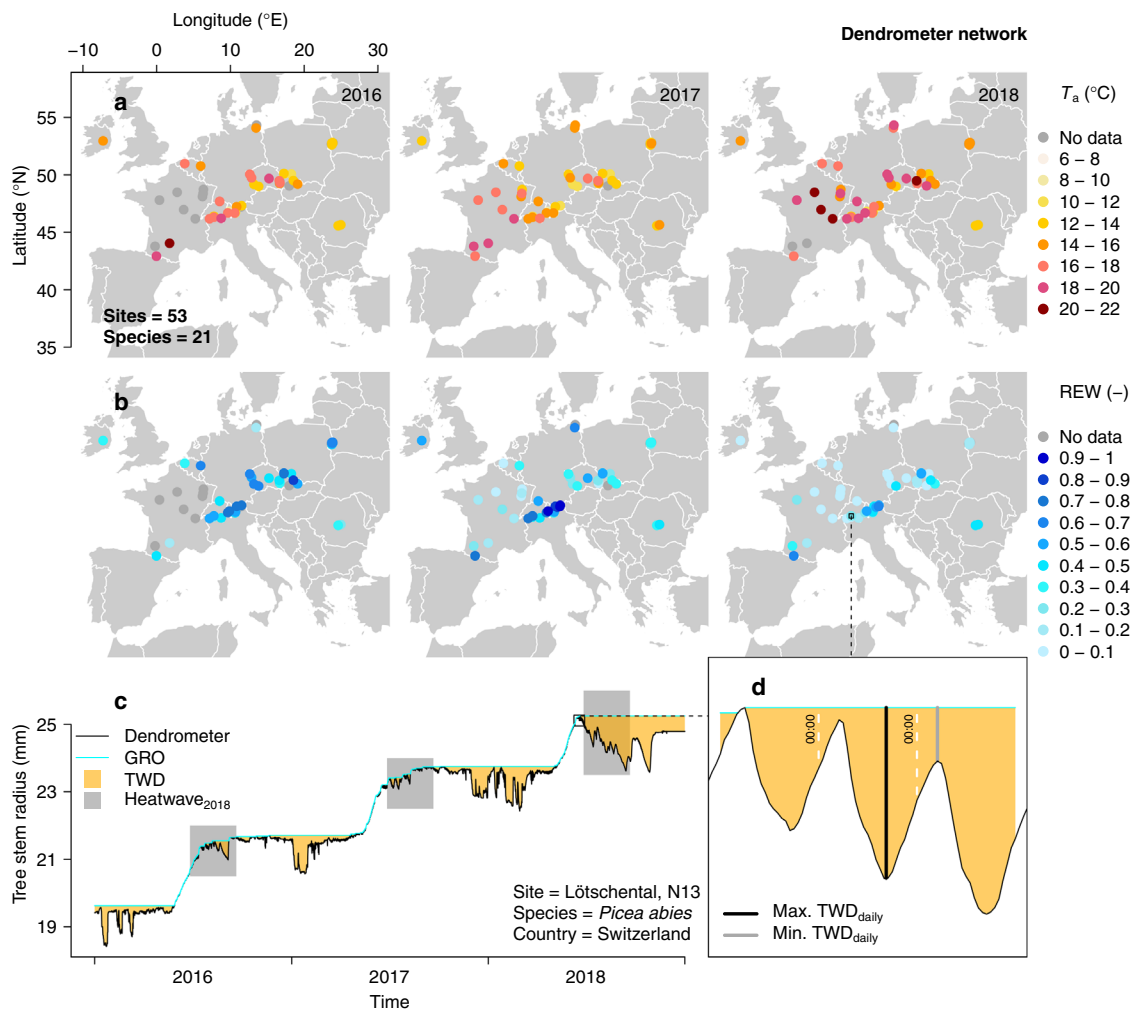 Longitude (°E)
−10 0 10 20 30
Dendrometer network
Latitude (°N)
55
50
45
40
35
a
2016
2017
2018
Sites = 53
Species = 21
Ta (°C)
No data
6 – 8
8 – 10
10 – 12
12 – 14
14 – 16
16 – 18
18 – 20
20 – 22
b
REW (–)
No data
0.9 – 1
0.8 – 0.9
0.7 – 0.8
0.6 – 0.7
0.5 – 0.6
0.4 – 0.5
0.3 – 0.4
0.2 – 0.3
0.1 – 0.2
0 – 0.1
c
Tree stem radius (mm)
25
23
21
19
Dendrometer
GRO
TWD
Heatwave2018
Site = Lötschental, N13
Species = Picea abies
Country = Switzerland
2016 2017 2018
Time
d
00:00
00:00
Max. TWDdaily
Min. TWDdaily